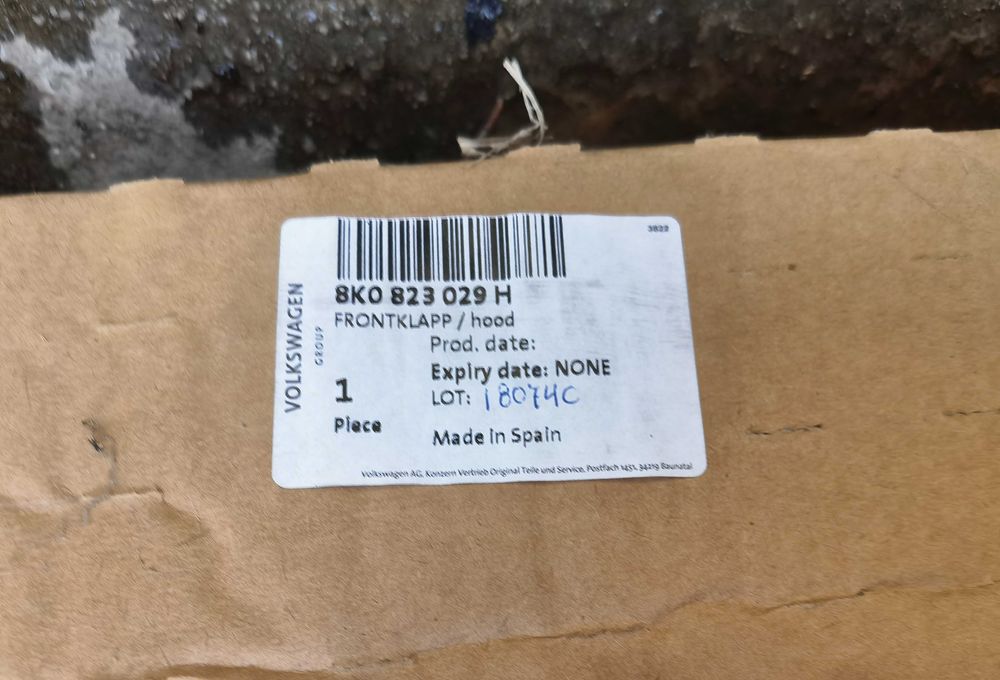 3822
VOLKSWAGEN
GROUP
8K0 823 029 H
FRONTKLAPP / hood
Prod. date:
Expiry date: NONE
1
LOT: 18074C
Piece
Made in Spain
Volkswagen AG, Konzern Vertrieb Original Teile und Service, Postfach 1451, 34219 Baunatal